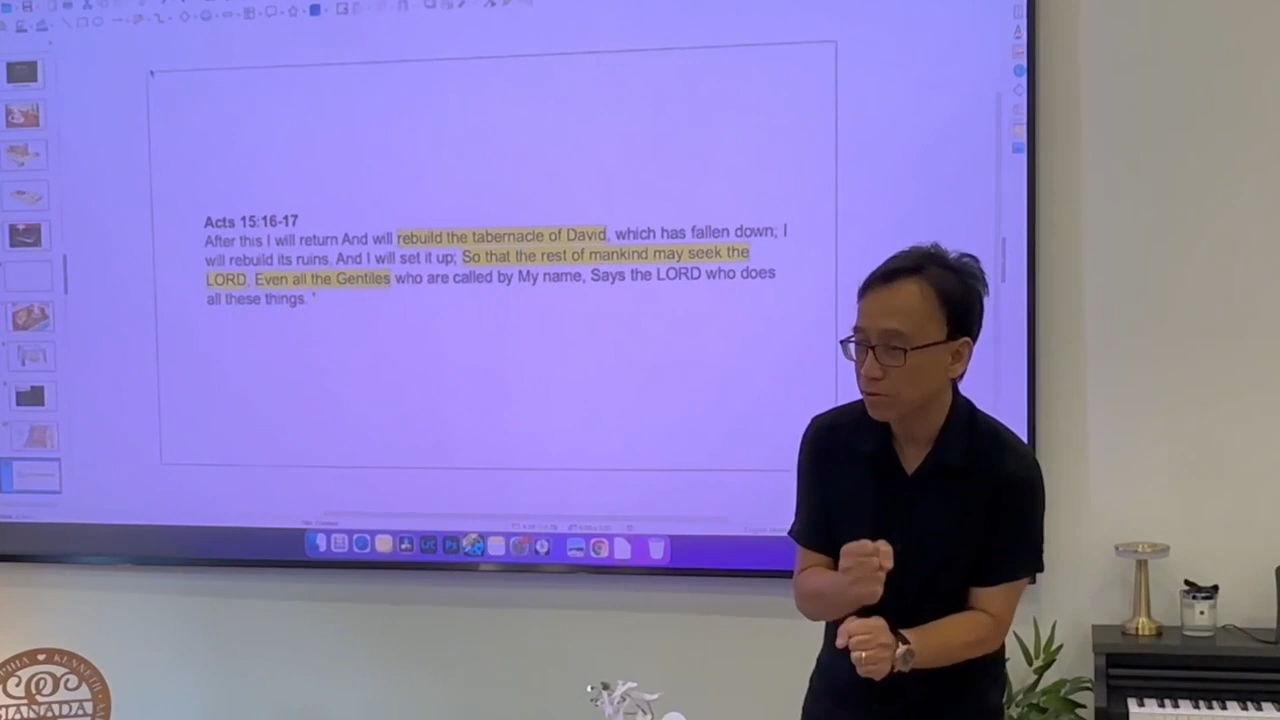 Acts 15:16-17
After this I will return And will rebuild the tabernacle of David, which has fallen down; I
will rebuild its ruins, And I will set it up; So that the rest of mankind may seek the
LORD, Even all the Gentiles who are called by My name, Says the LORD who does
all these things. '
KENNETH